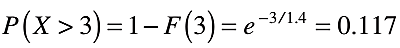 P(X > 3) = 1 − F(3) = e^{−3/1.4} = 0.117